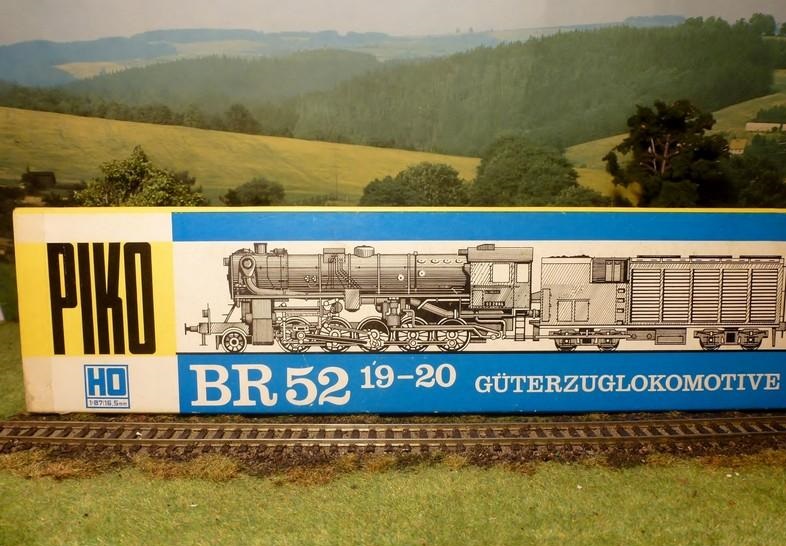 PIKO
HO
1:87/16,5mm
BR 52 19-20 GÜTERZUGLOKOMOTIVE